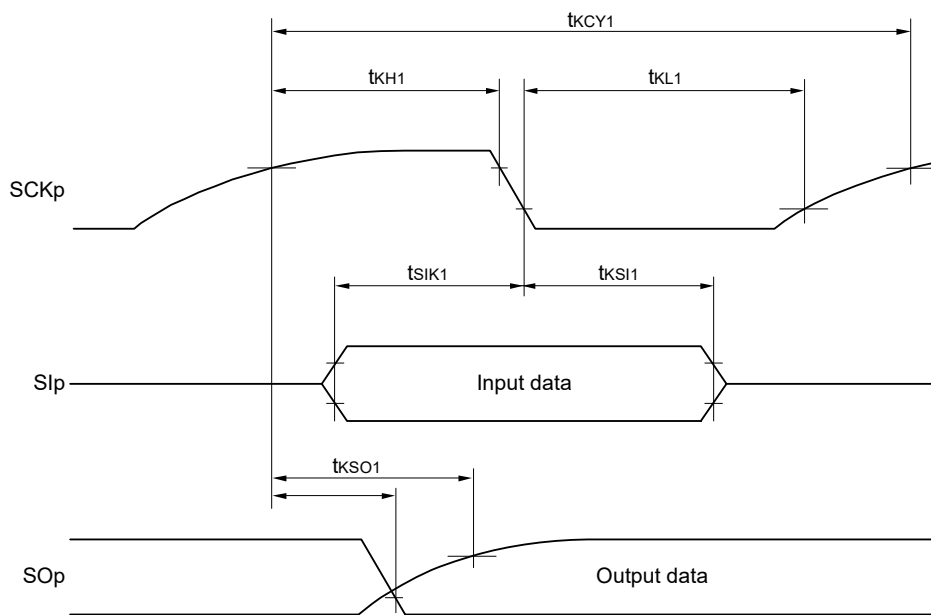 tKCY1
tKH1
tKL1
SCKp
tSIK1
tKSI1
SIp
Input data
tKSO1
SOp
Output data